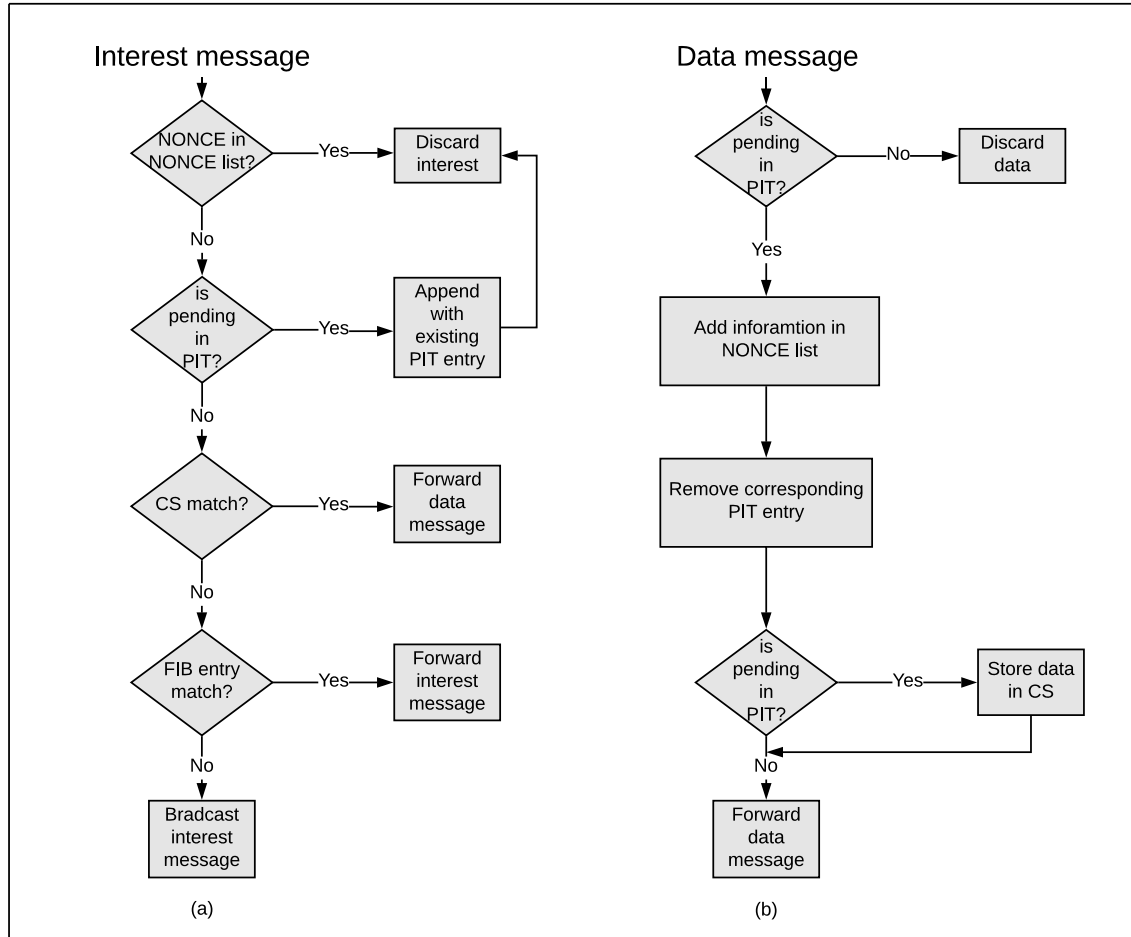 Interest message
NONCE in
NONCE list?
Yes
Discard
interest
No
is
pending
in
PIT?
Yes
Append
with
existing
PIT entry
No
CS match?
Yes
Forward
data
message
No
FIB entry
match?
Yes
Forward
interest
message
No
Bradcast
interest
message
(a)
Data message
is
pending
in
PIT?
No
Discard
data
Yes
Add inforamtion in
NONCE list
Remove corresponding
PIT entry
is
pending
in
PIT?
Yes
Store data
in CS
No
Forward
data
message
(b)